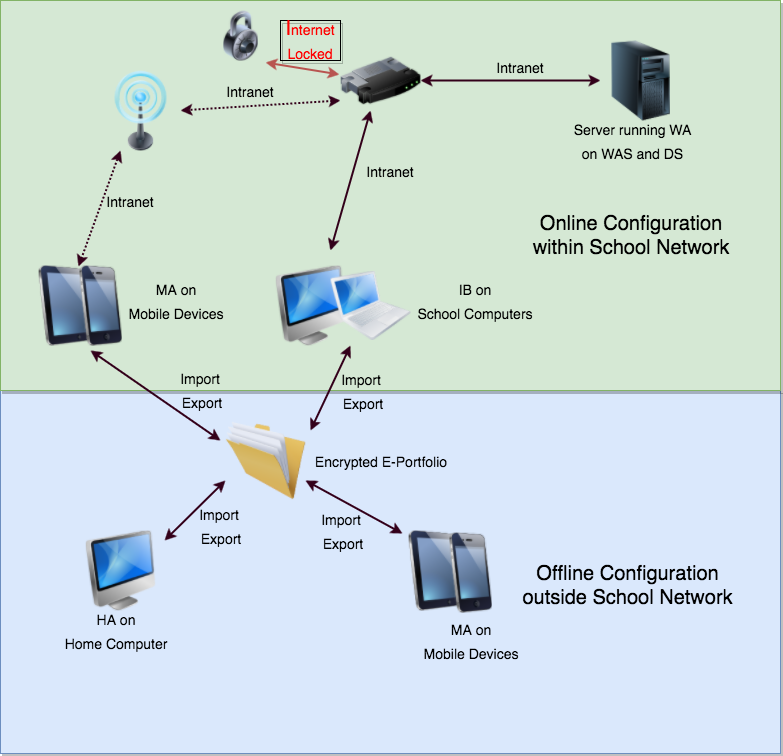 Internet
Locked
Intranet
Intranet
Server running WA
on WAS and DS
Intranet
Intranet
Online Configuration
within School Network
MA on
Mobile Devices
IB on
School Computers
Import
Export
Import
Export
Encrypted E-Portfolio
Import
Export
Import
Export
Offline Configuration
outside School Network
HA on
Home Computer
MA on
Mobile Devices